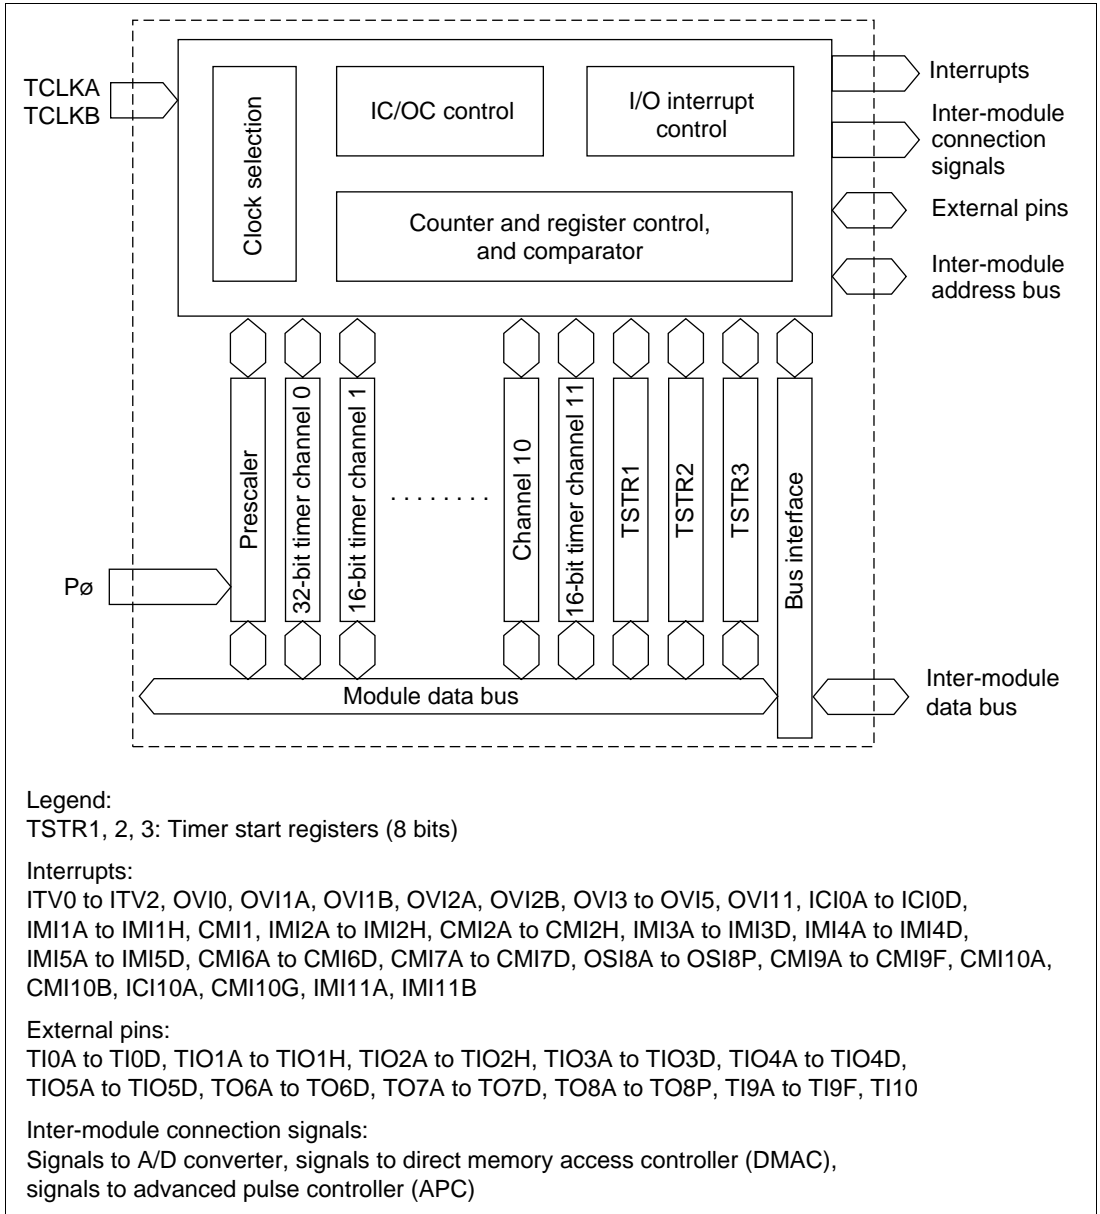 TCLKA
TCLKB
Clock selection
IC/OC control
I/O interrupt
control
Counter and register control,
and comparator
Interrupts
Inter-module
connection
signals
External pins
Inter-module
address bus
Prescaler
32-bit timer channel 0
16-bit timer channel 1
. . . . . . . .
Channel 10
16-bit timer channel 11
TSTR1
TSTR2
TSTR3
Bus interface
Pø
Module data bus
Inter-module
data bus
Legend:
TSTR1, 2, 3: Timer start registers (8 bits)
Interrupts:
ITV0 to ITV2, OVI0, OVI1A, OVI1B, OVI2A, OVI2B, OVI3 to OVI5, OVI11, ICI0A to ICI0D,
IMI1A to IMI1H, CMI1, IMI2A to IMI2H, CMI2A to CMI2H, IMI3A to IMI3D, IMI4A to IMI4D,
IMI5A to IMI5D, CMI6A to CMI6D, CMI7A to CMI7D, OSI8A to OSI8P, CMI9A to CMI9F, CMI10A,
CMI10B, ICI10A, CMI10G, IMI11A, IMI11B
External pins:
TI0A to TI0D, TIO1A to TIO1H, TIO2A to TIO2H, TIO3A to TIO3D, TIO4A to TIO4D,
TIO5A to TIO5D, TO6A to TO6D, TO7A to TO7D, TO8A to TO8P, TI9A to TI9F, TI10
Inter-module connection signals:
Signals to A/D converter, signals to direct memory access controller (DMAC),
signals to advanced pulse controller (APC)